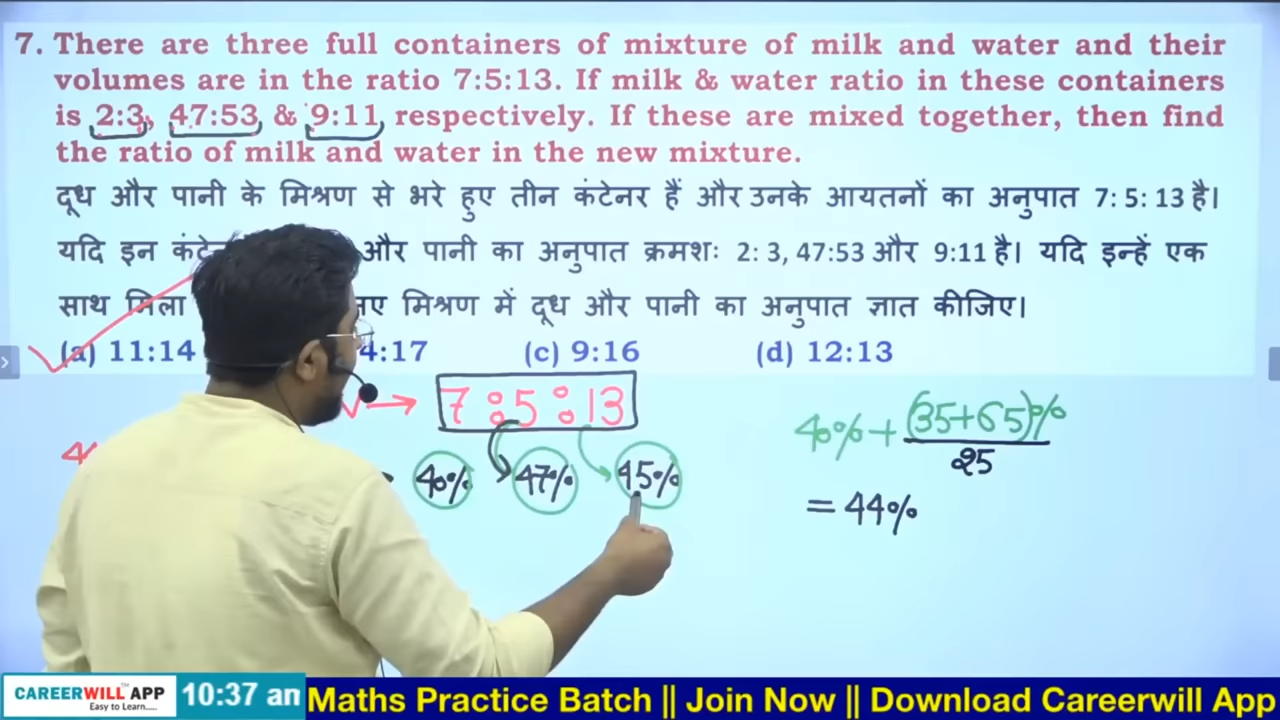 7. There are three full containers of mixture of milk and water and their
volumes are in the ratio 7:5:13. If milk & water ratio in these containers
is 2:3, 47:53 & 9:11 respectively. If these are mixed together, then find
the ratio of milk and water in the new mixture.
दूध और पानी के मिश्रण से भरे हुए तीन कंटेनर हैं और उनके आयतनों का अनुपात 7: 5: 13 है।
यदि इन और पानी का अनुपात क्रमशः 2: 3, 47:53 और 9:11 है। यदि इन्हें एक
साथ मिला मिश्रण में दूध और पानी का अनुपात ज्ञात कीजिए।
(a) 11:14 4:17 (c) 9:16 (d) 12:13
7 : 5 : 13
40% 47% 45%
40% + (35+65)%
25
= 44%
CAREERWILL APP
Easy to Learn.....
10:37 an
Maths Practice Batch || Join Now || Download Careerwill App